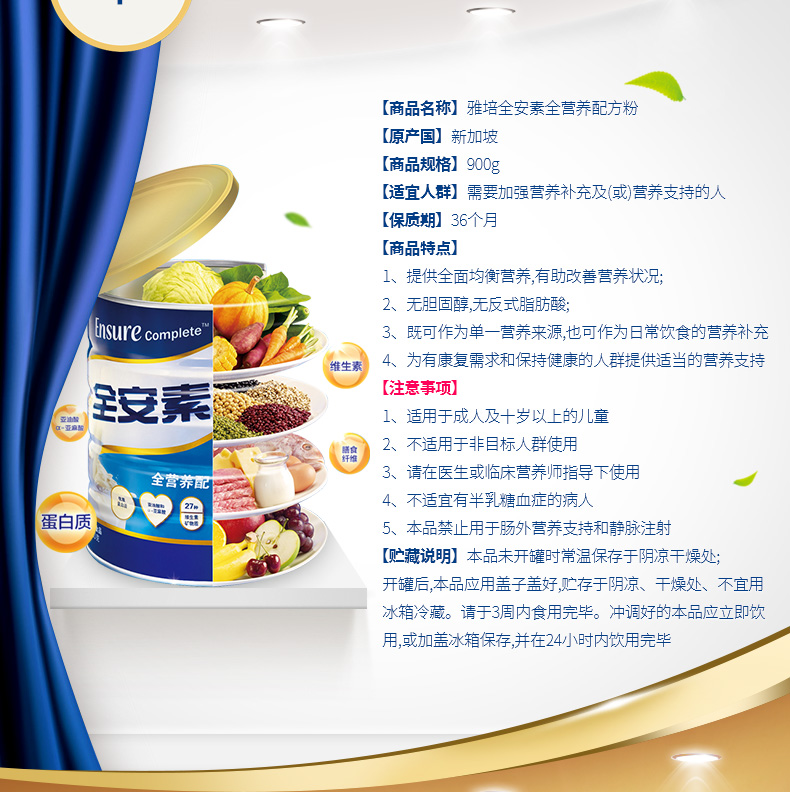 【商品名称】雅培全安素全营养配方粉
【原产国】新加坡
【商品规格】900g
【适宜人群】需要加强营养补充及(或)营养支持的人
【保质期】36个月
【商品特点】
1、提供全面均衡营养,有助改善营养状况;
2、无胆固醇,无反式脂肪酸;
3、既可作为单一营养来源,也可作为日常饮食的营养补充
4、为有康复需求和保持健康的人群提供适当的营养支持
【注意事项】
1、适用于成人及十岁以上的儿童
2、不适用于非目标人群使用
3、请在医生或临床营养师指导下使用
4、不适宜有半乳糖血症的病人
5、本品禁止用于肠外营养支持和静脉注射
【贮藏说明】本品未开罐时常温保存于阴凉干燥处;
开罐后,本品应用盖子盖好,贮存于阴凉、干燥处、不宜用
冰箱冷藏。请于3周内食用完毕。冲调好的本品应立即饮
用,或加盖冰箱保存,并在24小时内饮用完毕
Ensure Complete™
全安素
全营养配
27种
维生素
矿物质
维生素
亚油酸
α-亚麻酸
膳食
纤维
蛋白质